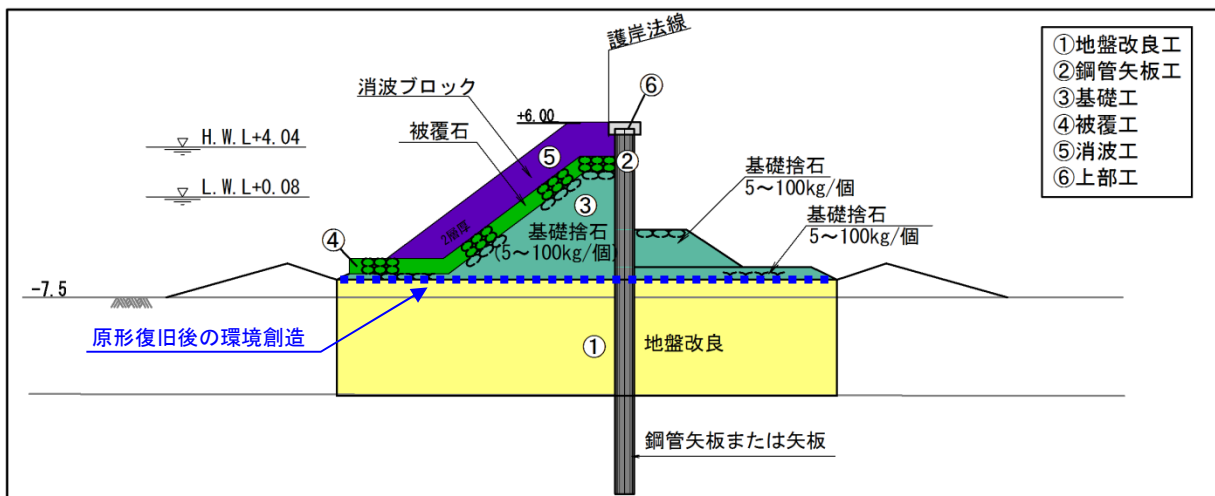 護岸法線
①地盤改良工
②鋼管矢板工
③基礎工
④被覆工
⑤消波工
⑥上部工
消波ブロック
⑥
+6.00
被覆石
H.W.L+4.04
⑤
②
L.W.L+0.08
基礎捨石
5～100kg/個
③
基礎捨石
5～100kg/個
2層厚
基礎捨石
(5～100kg/個)
④
-7.5
原形復旧後の環境創造
①
地盤改良
鋼管矢板または矢板